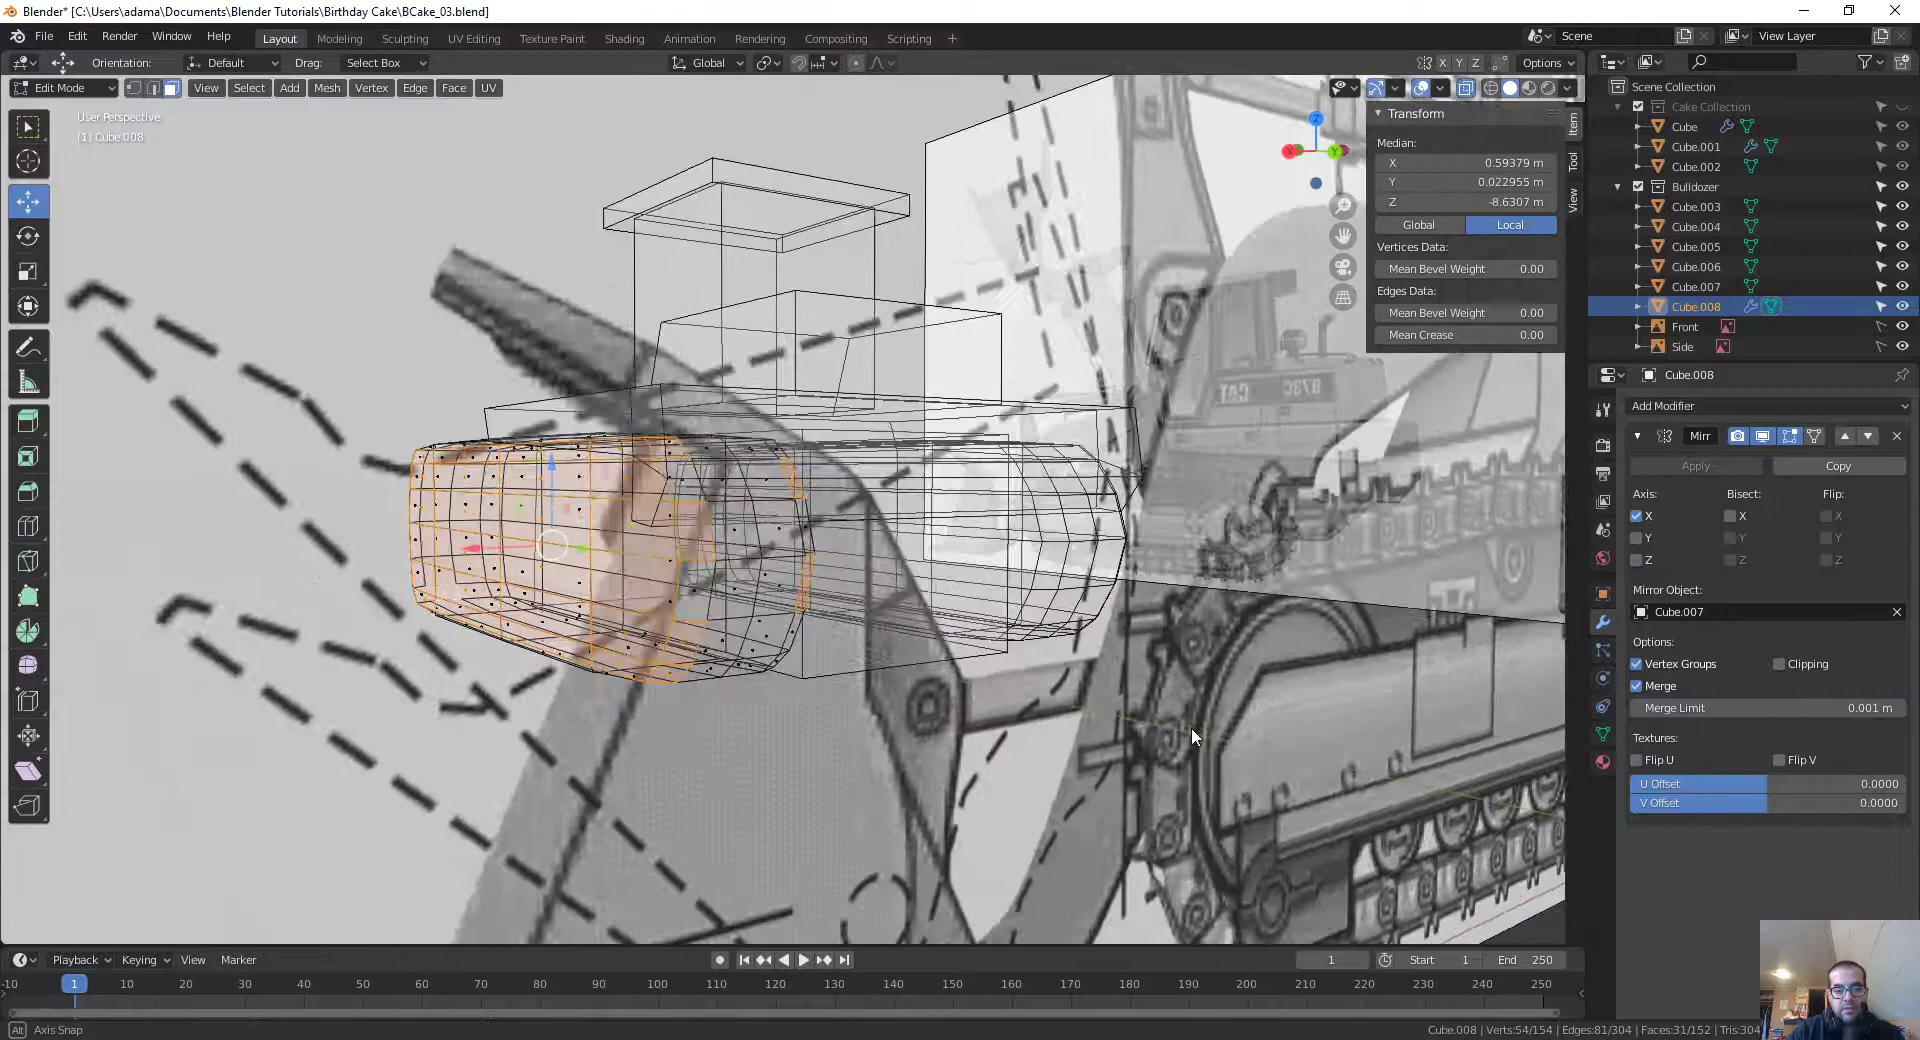 Blender* [C:\Users\adama\Documents\Blender Tutorials\Birthday Cake\BCake_03.blend]
File Edit Render Window Help Layout Modeling Sculpting UV Editing Texture Paint Shading Animation Rendering Compositing Scripting + Scene View Layer
Orientation: Default Drag: Select Box Global X Y Z Options
Edit Mode View Select Add Mesh Vertex Edge Face UV
User Perspective
(1) Cube.008
Transform
Median:
X 0.59379 m
Y 0.022955 m
Z -8.6307 m
Global Local
Vertices Data:
Mean Bevel Weight 0.00
Edges Data:
Mean Bevel Weight 0.00
Mean Crease 0.00
Item
Tool
View
Z
X Y
CAT
Scene Collection
Cake Collection
Cube
Cube.001
Cube.002
Bulldozer
Cube.003
Cube.004
Cube.005
Cube.006
Cube.007
Cube.008
Front
Side
Cube.008
Add Modifier
Mirr
Apply Copy
Axis: Bisect: Flip:
X X X
Y Y Y
Z Z Z
Mirror Object:
Cube.007
Options:
Vertex Groups Clipping
Merge
Merge Limit 0.001 m
Textures:
Flip U Flip V
U Offset 0.0000
V Offset 0.0000
Playback Keying View Marker 1 Start 1 End 250
-10 1 10 20 30 40 50 60 70 80 90 100 110 120 130 140 150 160 170 180 190 200 210 220 230 240 250
Alt Axis Snap
Cube.008 | Verts:54/154 | Edges:81/304 | Faces:31/152 | Tris:304